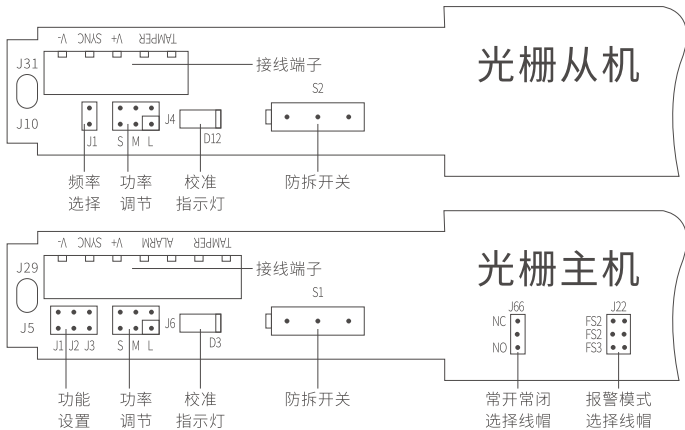 -V SYNC V+ TAMPER
J31
接线端子
光栅从机
S2
J10
J1
S M L
J4
D12
频率
选择
功率
调节
校准
指示灯
防拆开关
-V SYNC V+ ALARM TAMPER
J29
接线端子
光栅主机
S1
J5
J1 J2 J3
S M L
J6
D3
J66
NC
NO
J22
FS2
FS2
FS3
功能
设置
功率
调节
校准
指示灯
防拆开关
常开常闭
选择线帽
报警模式
选择线帽